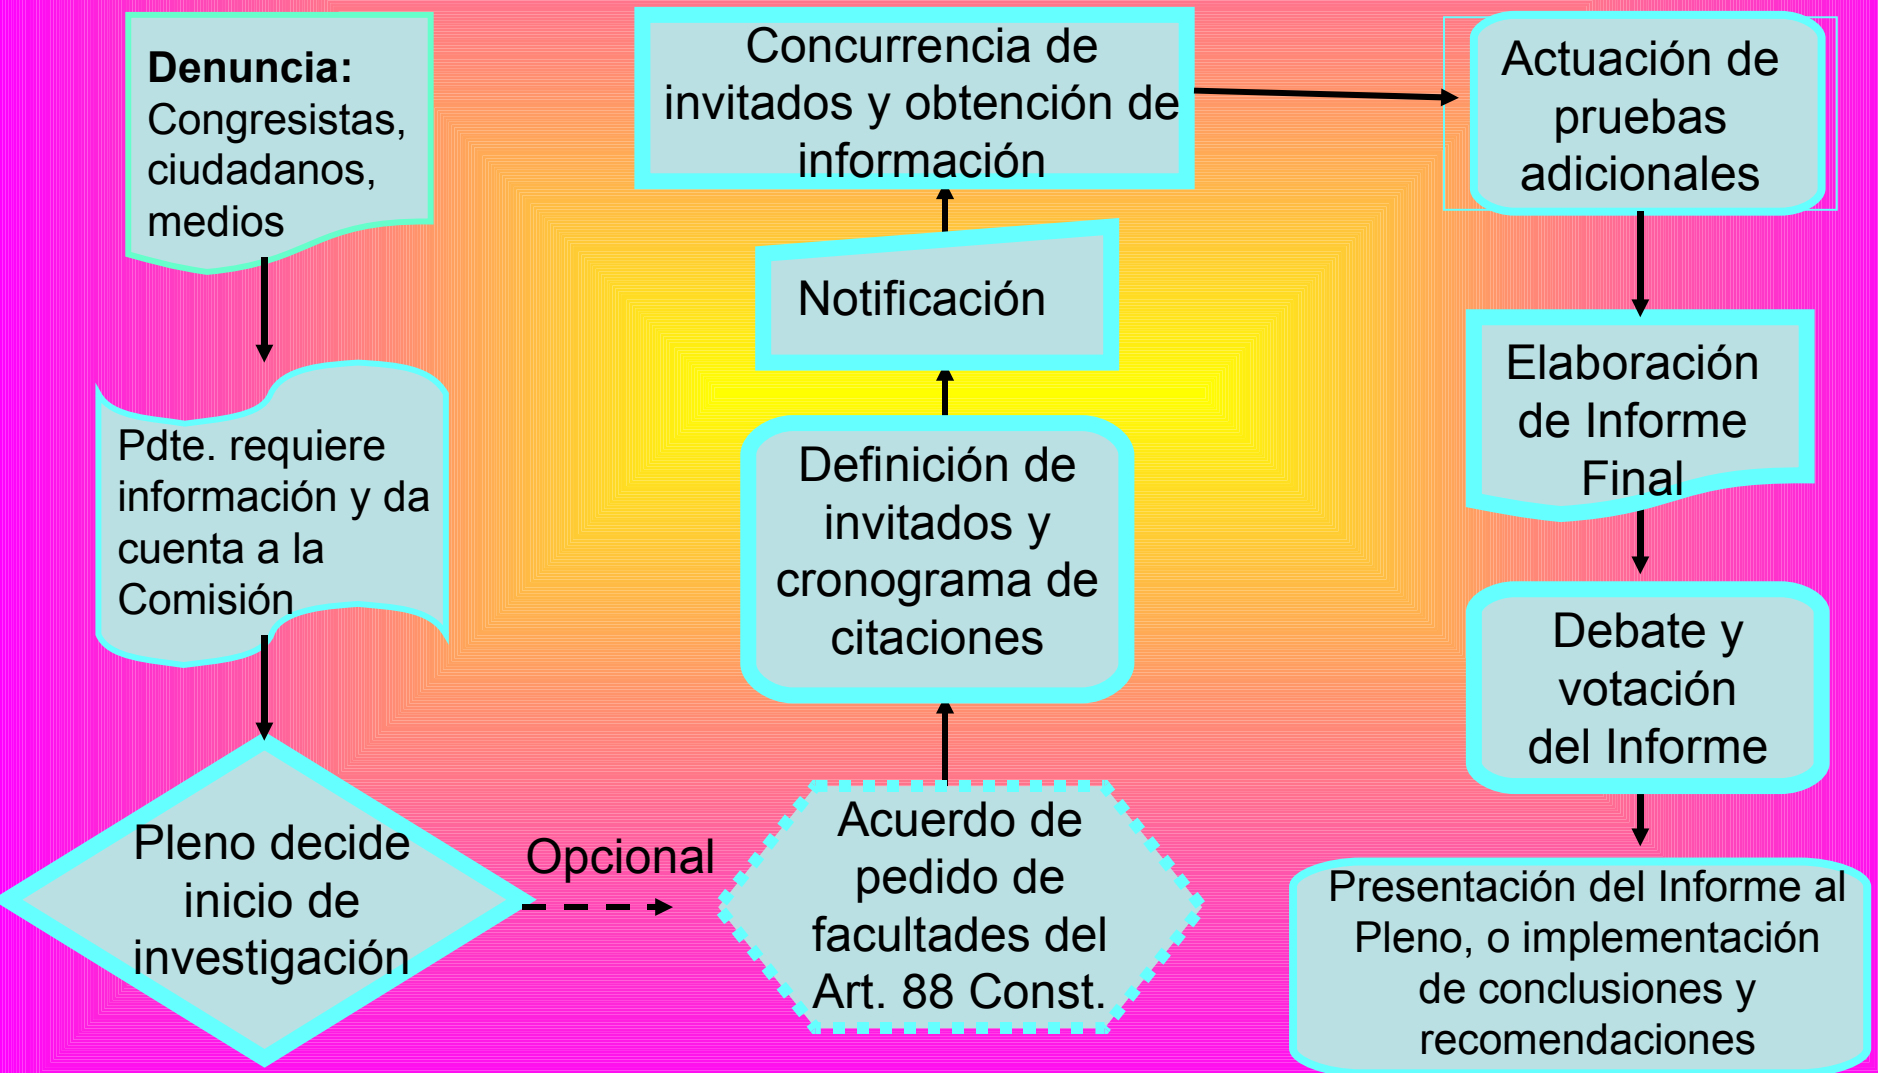 Denuncia:
Congresistas,
ciudadanos,
medios
Pdte. requiere
información y da
cuenta a la
Comisión
Pleno decide
inicio de
investigación
Opcional
Acuerdo de
pedido de
facultades del
Art. 88 Const.
Definición de
invitados y
cronograma de
citaciones
Notificación
Concurrencia de
invitados y obtención de
información
Actuación de
pruebas
adicionales
Elaboración
de Informe
Final
Debate y
votación
del Informe
Presentación del Informe al
Pleno, o implementación
de conclusiones y
recomendaciones